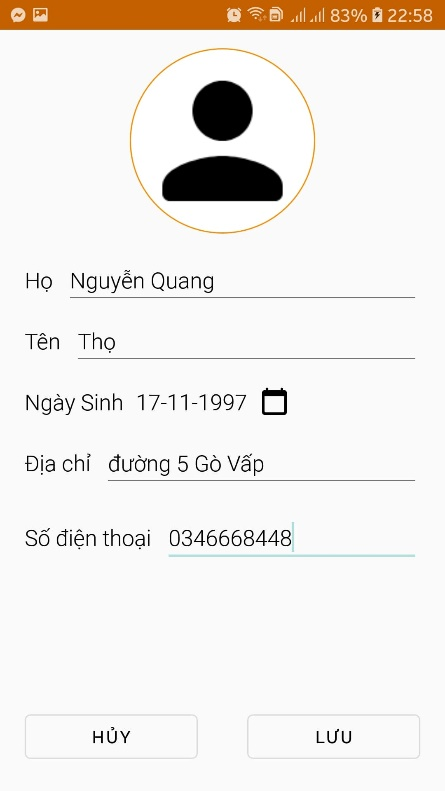 83% 22:58
Họ Nguyễn Quang
Tên Thọ
Ngày Sinh 17-11-1997
Địa chỉ đường 5 Gò Vấp
Số điện thoại 0346668448
HỦY LƯU